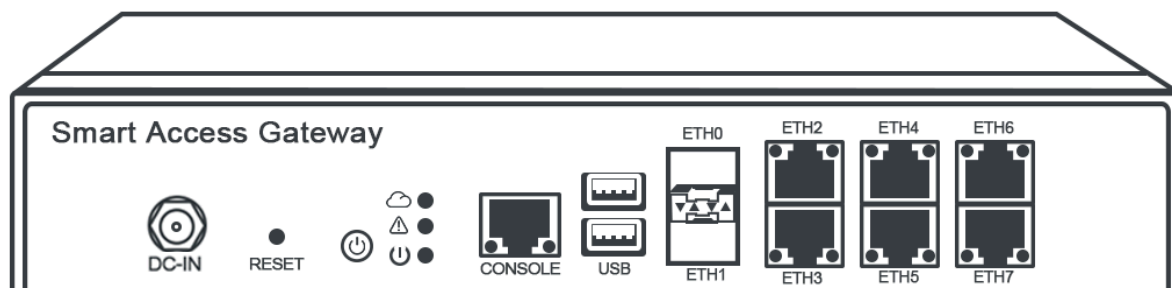 Smart Access Gateway
ETH0
ETH2
ETH4
ETH6
DC-IN
RESET
CONSOLE
USB
ETH1
ETH3
ETH5
ETH7